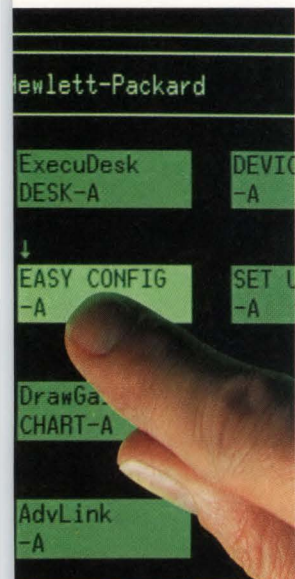 ewlett-Packard
ExecuDesk
DESK-A
DEVIC
-A
↓
EASY CONFIG
-A
SET U
-A
DrawGa
CHART-A
AdvLink
-A